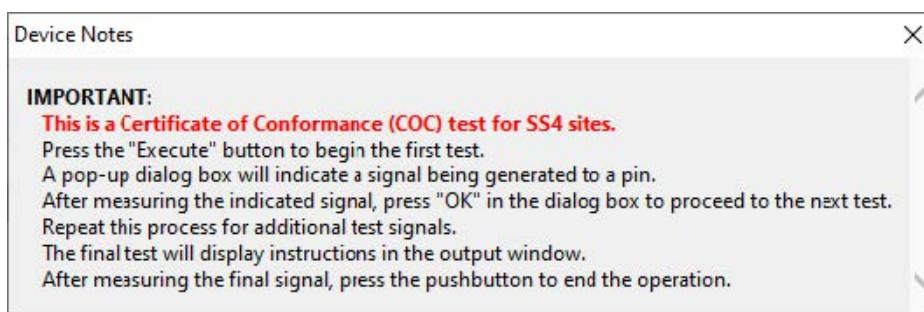 Device Notes
IMPORTANT:
This is a Certificate of Conformance (COC) test for SS4 sites.
Press the "Execute" button to begin the first test.
A pop-up dialog box will indicate a signal being generated to a pin.
After measuring the indicated signal, press "OK" in the dialog box to proceed to the next test.
Repeat this process for additional test signals.
The final test will display instructions in the output window.
After measuring the final signal, press the pushbutton to end the operation.